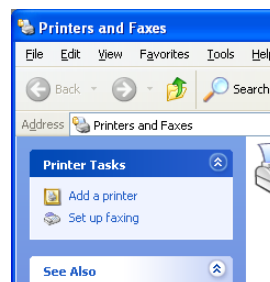 Printers and Faxes
File Edit View Favorites Tools
Back Search
Address Printers and Faxes
Printer Tasks
Add a printer
Set up faxing
See Also